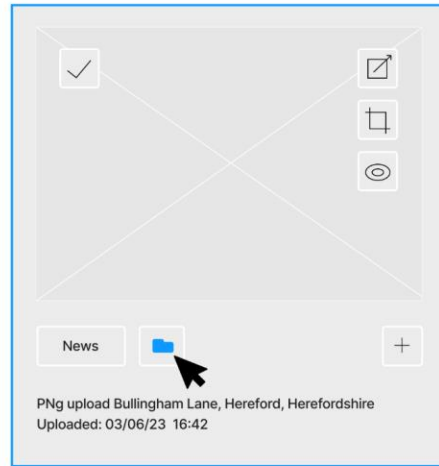 News
PNg upload Bullingham Lane, Hereford, Herefordshire
Uploaded: 03/06/23 16:42